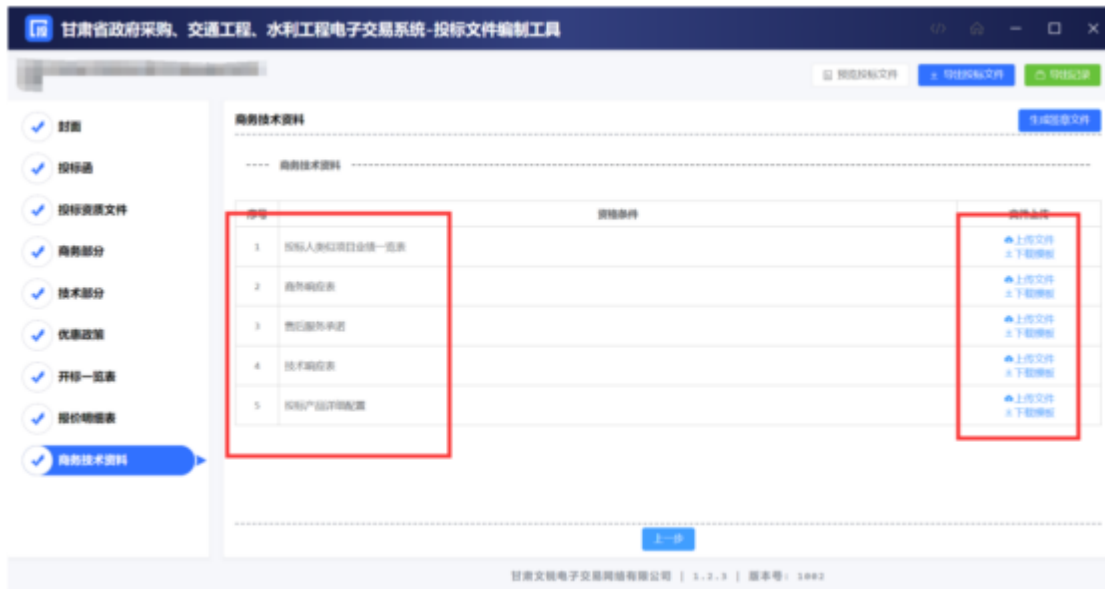 甘肃省政府采购、交通工程、水利工程电子交易系统-投标文件编制工具
预览投标文件 导出投标文件 导出记录
封面
投标函
投标资质文件
商务部分
技术部分
优惠政策
开标一览表
报价明细表
商务技术资料
商务技术资料 生成签章文件
商务技术资料
序号 资格条件 文件上传
1 投标人类似项目业绩一览表 上传文件
下载模板
2 商务响应表 上传文件
下载模板
3 售后服务承诺 上传文件
下载模板
4 技术响应表 上传文件
下载模板
5 投标产品详细配置 上传文件
下载模板
上一步
甘肃文锐电子交易网络有限公司 | 1.2.3 | 版本号: 1002